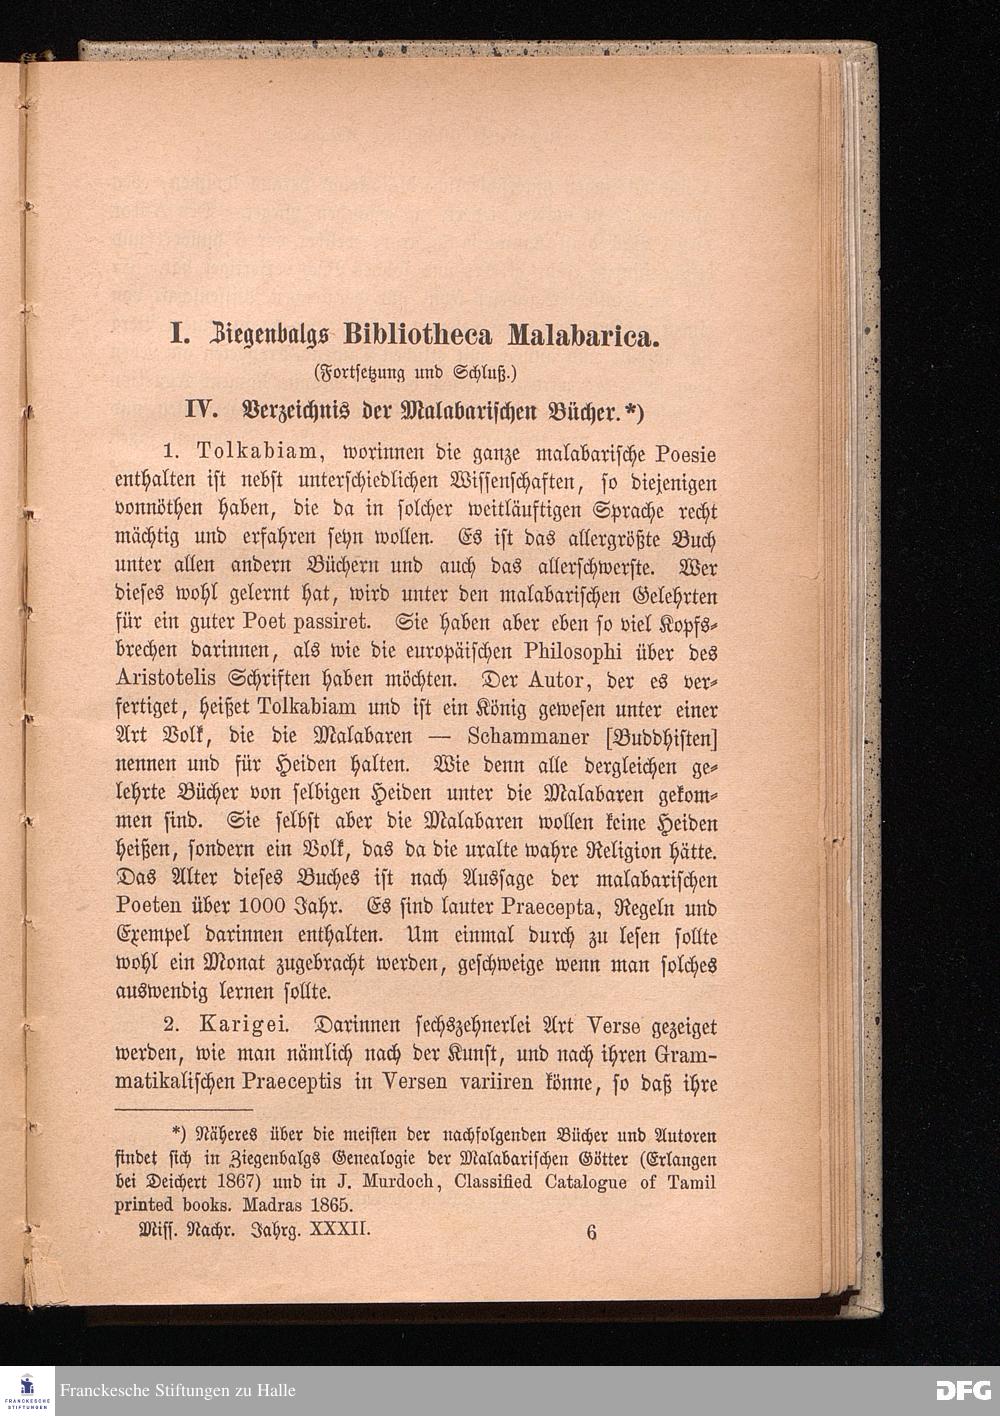 I. Ziegenbalgs Bibliotheca Malabarica.
(Fortsetzung und Schluß.)
IV. Verzeichnis der Malabarischen Bücher.*)
1. Tolkabiam, worinnen die ganze malabarische Poesie
enthalten ist nebst unterschiedlichen Wissenschaften, so diejenigen
vonnöthen haben, die da in solcher weitläuftigen Sprache recht
mächtig und erfahren seyn wollen. Es ist das allergrößte Buch
unter allen andern Büchern und auch das allerschwerste. Wer
dieses wohl gelernt hat, wird unter den malabarischen Gelehrten
für ein guter Poet passiret. Sie haben aber eben so viel Kopfs-
brechen darinnen, als wie die europäischen Philosophi über des
Aristotelis Schriften haben möchten. Der Autor, der es ver-
fertiget, heißet Tolkabiam und ist ein König gewesen unter einer
Art Volk, die die Malabaren — Schammaner [Buddhisten]
nennen und für Heiden halten. Wie denn alle dergleichen ge-
lehrte Bücher von selbigen Heiden unter die Malabaren gekom-
men sind. Sie selbst aber die Malabaren wollen keine Heiden
heißen, sondern ein Volk, das da die uralte wahre Religion hätte.
Das Alter dieses Buches ist nach Aussage der malabarischen
Poeten über 1000 Jahr. Es sind lauter Praecepta, Regeln und
Exempel darinnen enthalten. Um einmal durch zu lesen sollte
wohl ein Monat zugebracht werden, geschweige wenn man solches
auswendig lernen sollte.
2. Karigei. Darinnen sechszehnerlei Art Verse gezeiget
werden, wie man nämlich nach der Kunst, und nach ihren Gram-
matikalischen Praeceptis in Versen variiren könne, so daß ihre
*) Näheres über die meisten der nachfolgenden Bücher und Autoren
findet sich in Ziegenbalgs Genealogie der Malabarischen Götter (Erlangen
bei Deichert 1867) und in J. Murdoch, Classified Catalogue of Tamil
printed books. Madras 1865.
Miss. Nachr. Jahrg. XXXII. 6
FRANCKESCHE
STIFTUNGEN
Franckesche Stiftungen zu Halle
DFG